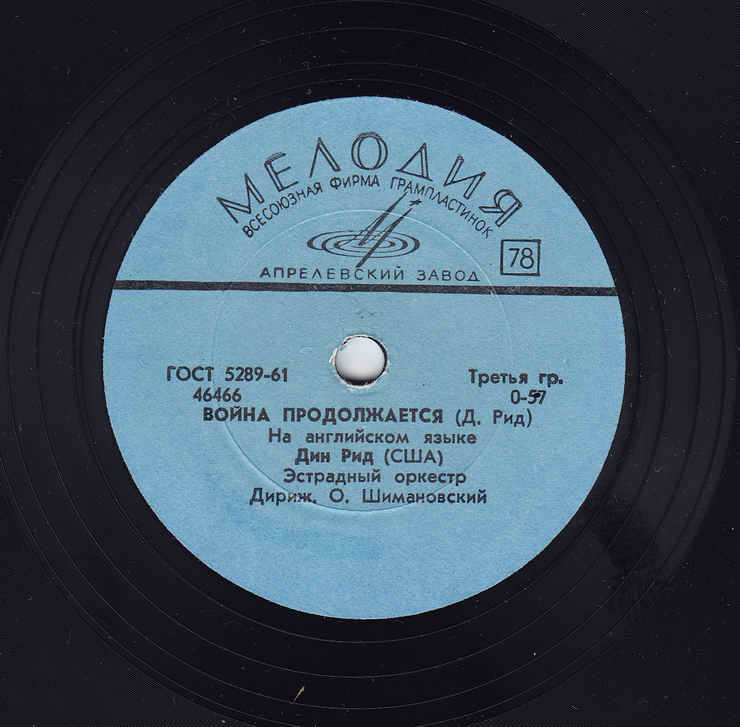 МЕЛОДИЯ
ВСЕСОЮЗНАЯ ФИРМА ГРАМПЛАСТИНОК
78
АПРЕЛЕВСКИЙ ЗАВОД
ГОСТ 5289-61 Третья гр.
46466 0-57
ВОЙНА ПРОДОЛЖАЕТСЯ (Д. Рид)
На английском языке
Дин Рид (США)
Эстрадный оркестр
Дириж. О. Шимановский